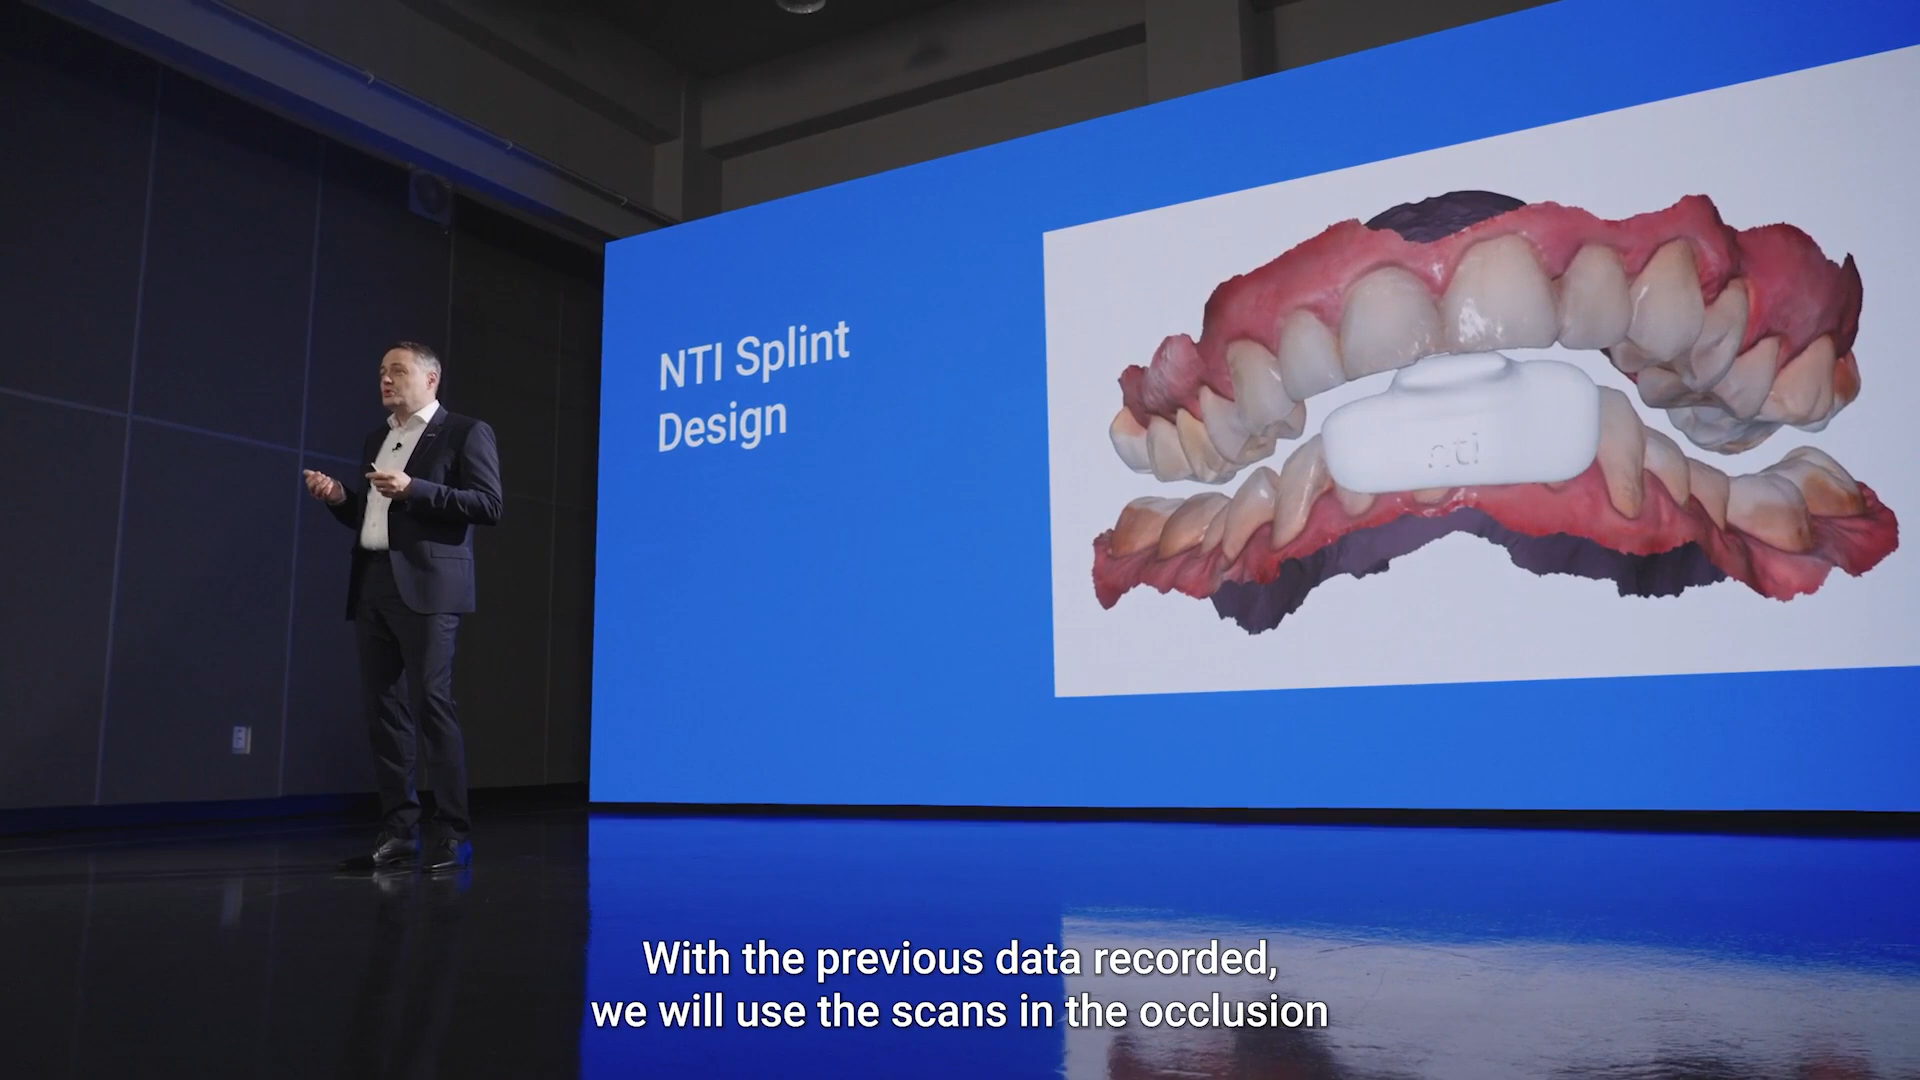 NTI Splint
Design
nti
With the previous data recorded,
we will use the scans in the occlusion